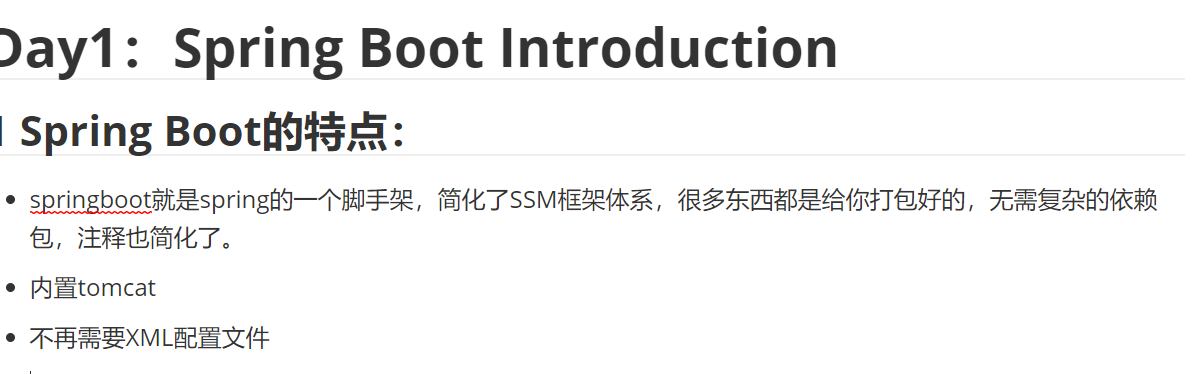 Day1：Spring Boot Introduction
1 Spring Boot的特点：
springboot就是spring的一个脚手架，简化了SSM框架体系，很多东西都是给你打包好的，无需复杂的依赖
包，注释也简化了。
内置tomcat
不再需要XML配置文件